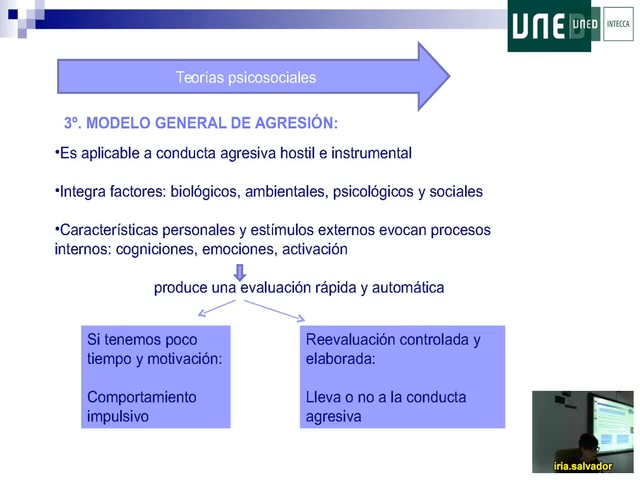 UNED
UNED
INTECCA
Teorías psicosociales
3º. MODELO GENERAL DE AGRESIÓN:
•Es aplicable a conducta agresiva hostil e instrumental
•Integra factores: biológicos, ambientales, psicológicos y sociales
•Características personales y estímulos externos evocan procesos
internos: cogniciones, emociones, activación
produce una evaluación rápida y automática
Si tenemos poco
tiempo y motivación:
Comportamiento
impulsivo
Reevaluación controlada y
elaborada:
Lleva o no a la conducta
agresiva
iria.salvador